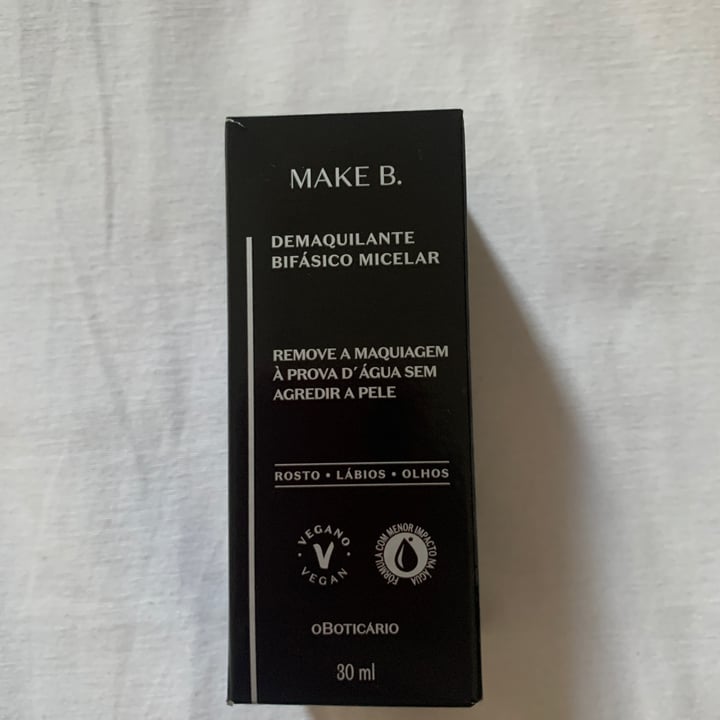 MAKE B.
DEMAQUILANTE
BIFÁSICO MICELAR
REMOVE A MAQUIAGEM
À PROVA D´ÁGUA SEM
AGREDIR A PELE
ROSTO • LÁBIOS • OLHOS
• VEGANO •
V
VEGAN
FÓRMULA COM MENOR IMPACTO NA ÁGUA
oBOTICÁRIO
30 ml